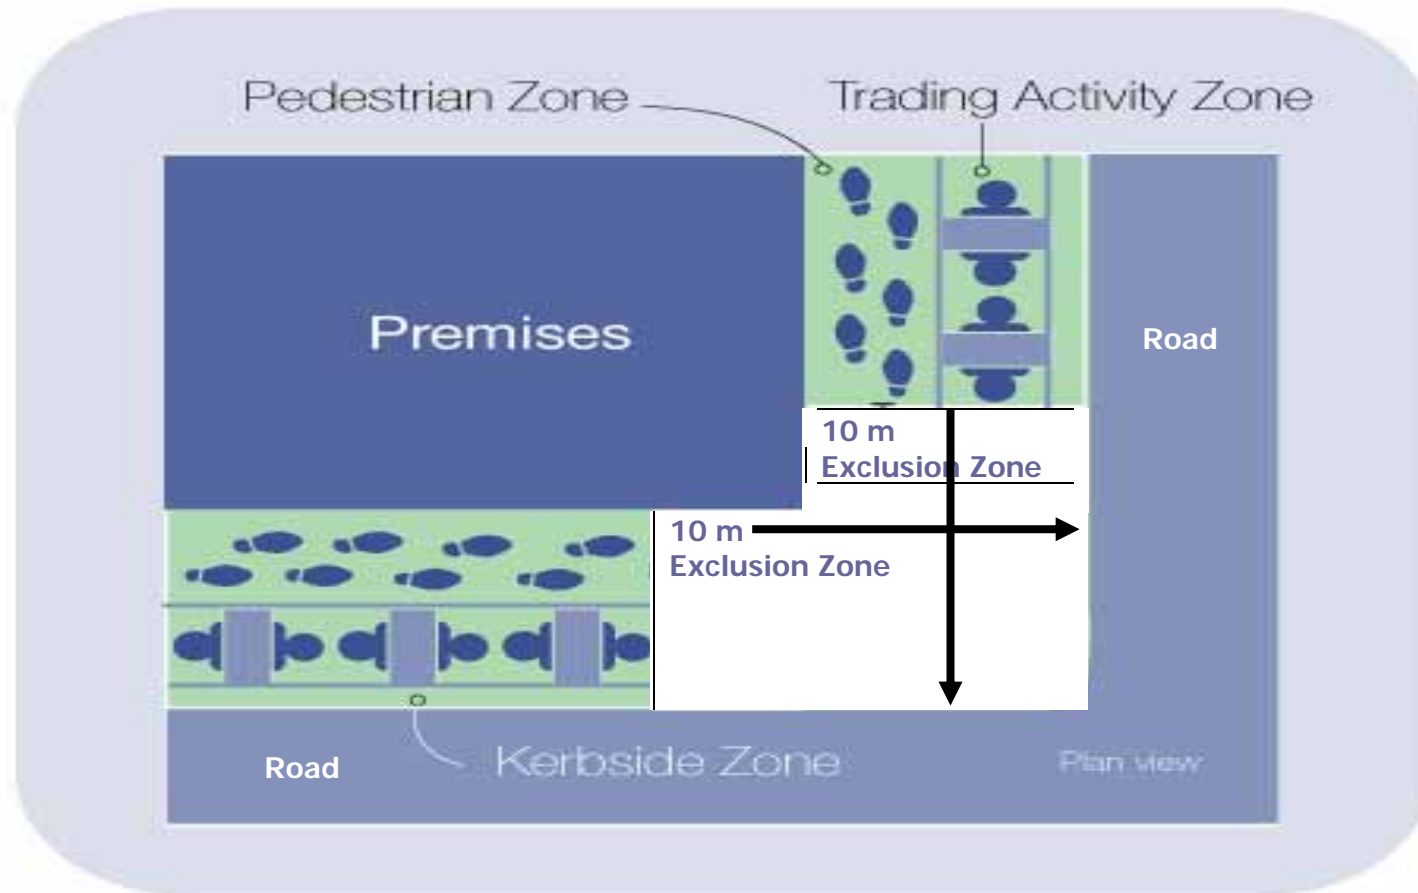 Pedestrian Zone
Trading Activity Zone
Premises
Road
10 m
Exclusion Zone
10 m
Exclusion Zone
Road
Kerbside Zone
Plan view